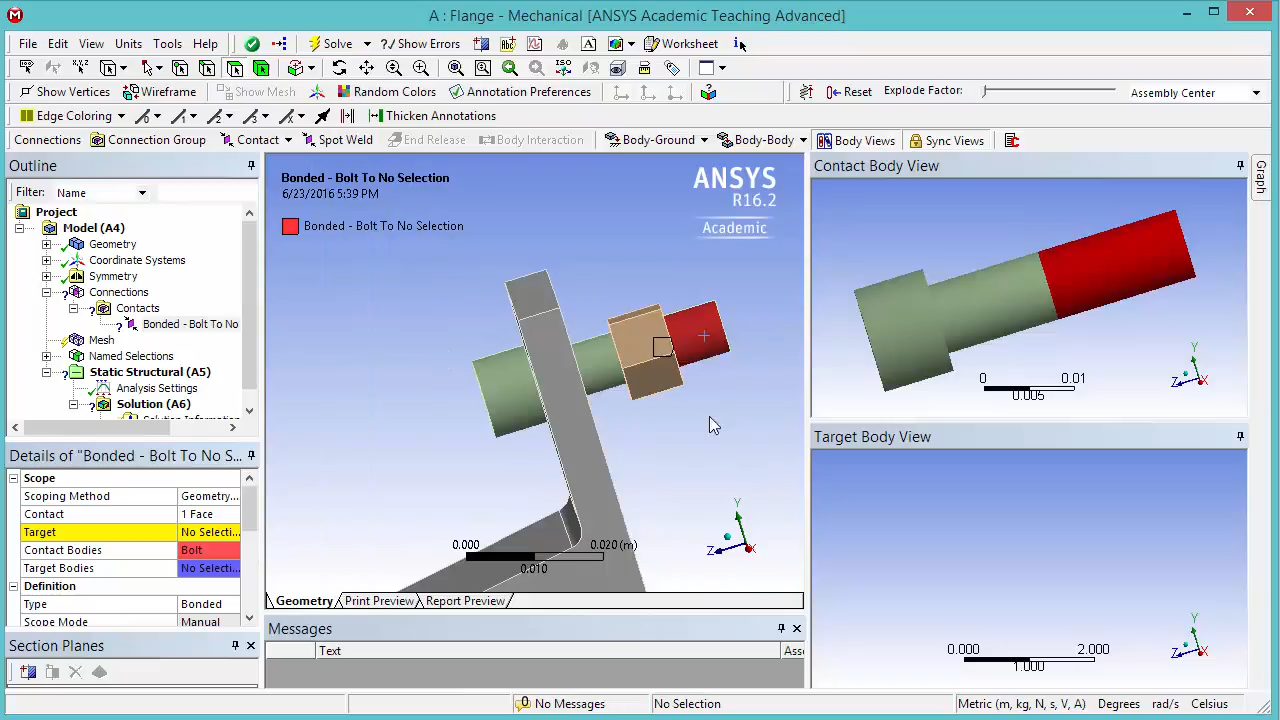 A : Flange - Mechanical [ANSYS Academic Teaching Advanced]
File Edit View Units Tools Help Solve ?/ Show Errors Worksheet
Show Vertices Wireframe Show Mesh Random Colors Annotation Preferences Reset Explode Factor: Assembly Center
Edge Coloring Thicken Annotations
Connections Connection Group Contact Spot Weld End Release Body Interaction Body-Ground Body-Body Body Views Sync Views
Outline
Filter: Name
Project
Model (A4)
Geometry
Coordinate Systems
Symmetry
Connections
Contacts
Bonded - Bolt To No
Mesh
Named Selections
Static Structural (A5)
Analysis Settings
Solution (A6)
Solution Information
Details of "Bonded - Bolt To No S...
Scope
Scoping Method Geometry...
Contact 1 Face
Target No Selecti...
Contact Bodies Bolt
Target Bodies No Selecti...
Definition
Type Bonded
Scope Mode Manual
Section Planes
Bonded - Bolt To No Selection
6/23/2016 5:39 PM
Bonded - Bolt To No Selection
ANSYS
R16.2
Academic
0.000 0.020 (m)
0.010
Y
Z X
Geometry Print Preview Report Preview
Messages
Text Ass
Contact Body View
0 0.01
0.005
Y
Z X
Target Body View
0.000 2.000
1.000
Y
Z X
Graph
0 No Messages No Selection Metric (m, kg, N, s, V, A) Degrees rad/s Celsius